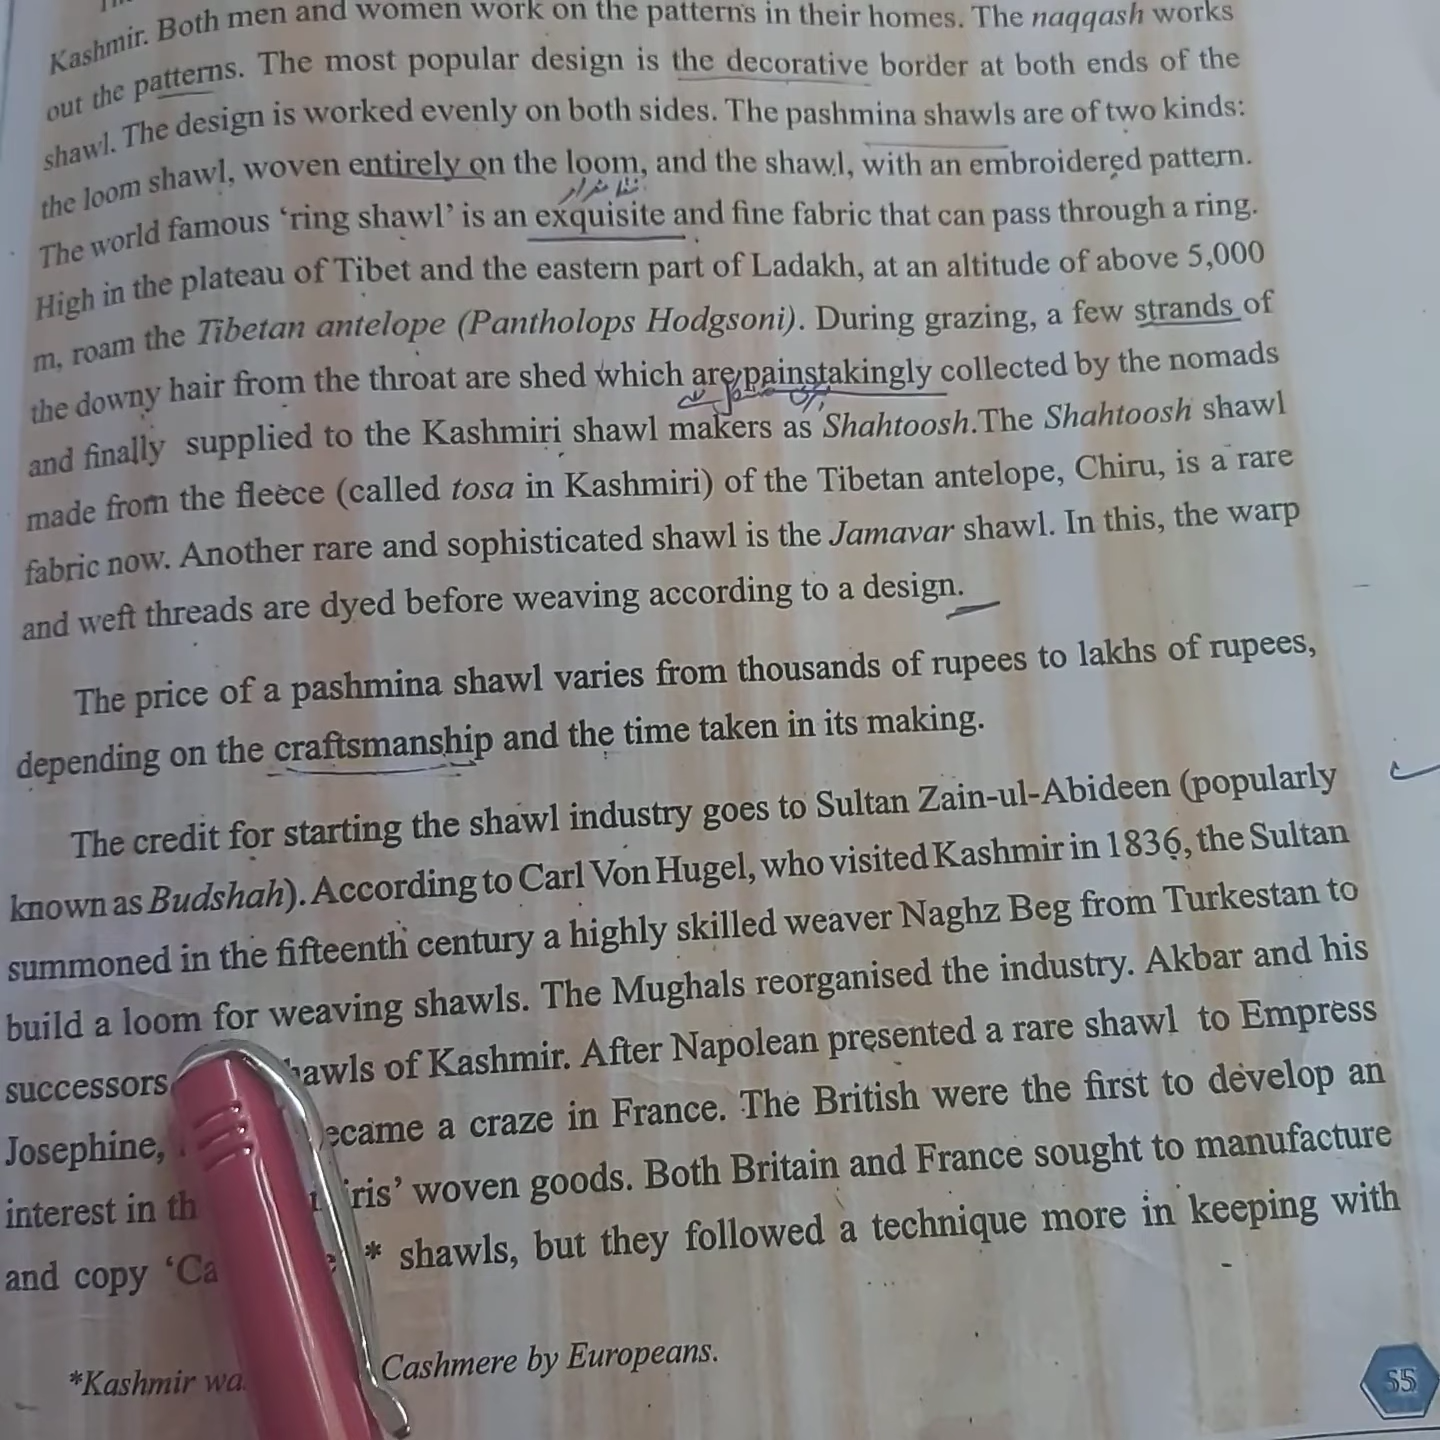 Kashmir. Both men and women work on the patterns in their homes. The naqqash works
out the patterns. The most popular design is the decorative border at both ends of the
shawl. The design is worked evenly on both sides. The pashmina shawls are of two kinds:
the loom shawl, woven entirely on the loom, and the shawl, with an embroidered pattern.
The world famous ‘ring shawl’ is an exquisite and fine fabric that can pass through a ring.
High in the plateau of Tibet and the eastern part of Ladakh, at an altitude of above 5,000
m, roam the Tibetan antelope (Pantholops Hodgsoni). During grazing, a few strands of
the downy hair from the throat are shed which are painstakingly collected by the nomads
and finally supplied to the Kashmiri shawl makers as Shahtoosh.The Shahtoosh shawl
made from the fleece (called tosa in Kashmiri) of the Tibetan antelope, Chiru, is a rare
fabric now. Another rare and sophisticated shawl is the Jamavar shawl. In this, the warp
and weft threads are dyed before weaving according to a design.
The price of a pashmina shawl varies from thousands of rupees to lakhs of rupees,
depending on the craftsmanship and the time taken in its making.
The credit for starting the shawl industry goes to Sultan Zain-ul-Abideen (popularly
known as Budshah). According to Carl Von Hugel, who visited Kashmir in 1836, the Sultan
summoned in the fifteenth century a highly skilled weaver Naghz Beg from Turkestan to
build a loom for weaving shawls. The Mughals reorganised the industry. Akbar and his
successors awls of Kashmir. After Napolean presented a rare shawl to Empress
Josephine, ecame a craze in France. The British were the first to develop an
interest in th iris’ woven goods. Both Britain and France sought to manufacture
and copy ‘Ca * shawls, but they followed a technique more in keeping with
*Kashmir wa Cashmere by Europeans.
55